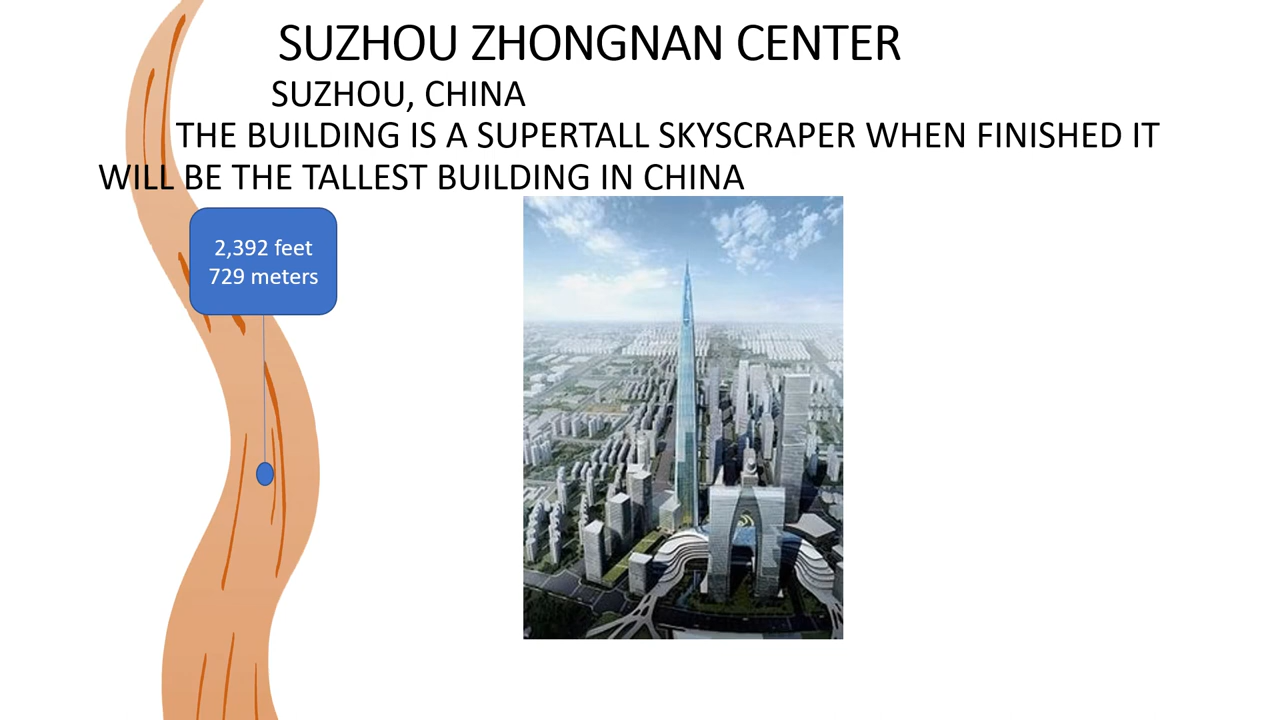 SUZHOU ZHONGNAN CENTER
SUZHOU, CHINA
THE BUILDING IS A SUPERTALL SKYSCRAPER WHEN FINISHED IT
WILL BE THE TALLEST BUILDING IN CHINA
2,392 feet
729 meters